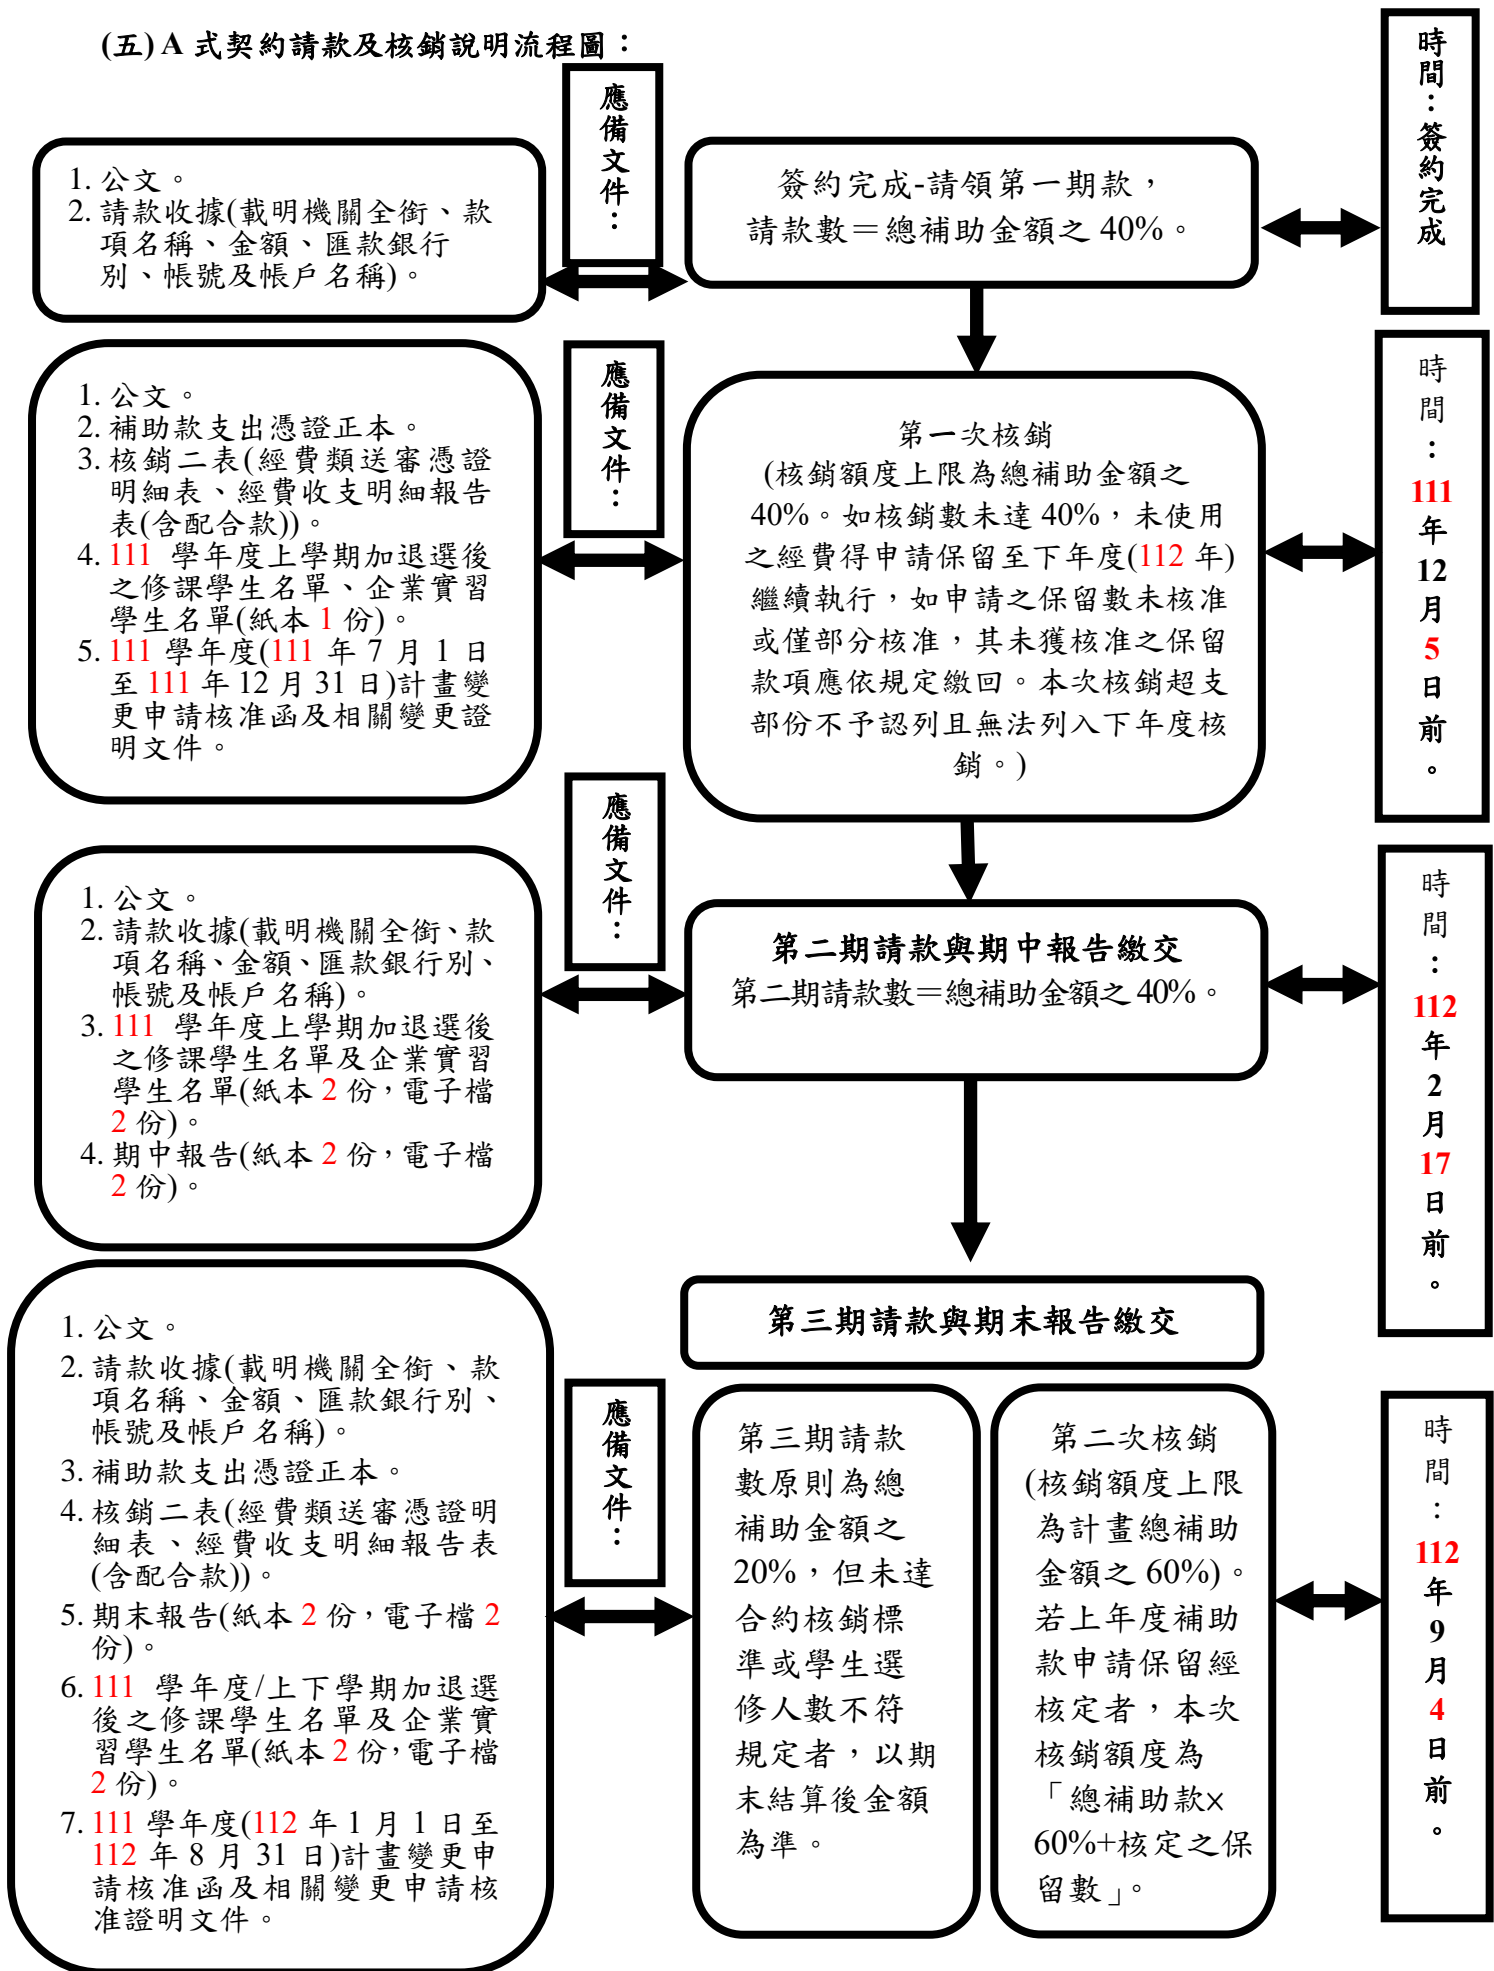 (五) A 式契約請款及核銷說明流程圖：
應備文件：
1. 公文。
2. 請款收據(載明機關全銜、款
項名稱、金額、匯款銀行
別、帳號及帳戶名稱)。
簽約完成-請領第一期款，
請款數＝總補助金額之 40%。
時間：簽約完成
應備文件：
1. 公文。
2. 補助款支出憑證正本。
3. 核銷二表(經費類送審憑證
明細表、經費收支明細報告
表(含配合款))。
4. 111 學年度上學期加退選後
之修課學生名單、企業實習
學生名單(紙本 1 份)。
5. 111 學年度(111 年 7 月 1 日
至 111 年 12 月 31 日)計畫變
更申請核准函及相關變更證
明文件。
第一次核銷
(核銷額度上限為總補助金額之
40%。如核銷數未達 40%，未使用
之經費得申請保留至下年度(112 年)
繼續執行，如申請之保留數未核准
或僅部分核准，其未獲核准之保留
款項應依規定繳回。本次核銷超支
部份不予認列且無法列入下年度核
銷。)
時間：111年12月5日前。
應備文件：
1. 公文。
2. 請款收據(載明機關全銜、款
項名稱、金額、匯款銀行別、
帳號及帳戶名稱)。
3. 111 學年度上學期加退選後
之修課學生名單及企業實習
學生名單(紙本 2 份，電子檔
2 份)。
4. 期中報告(紙本 2 份，電子檔
2 份)。
第二期請款與期中報告繳交
第二期請款數＝總補助金額之 40%。
時間：112年2月17日前。
應備文件：
1. 公文。
2. 請款收據(載明機關全銜、款
項名稱、金額、匯款銀行別、
帳號及帳戶名稱)。
3. 補助款支出憑證正本。
4. 核銷二表(經費類送審憑證明
細表、經費收支明細報告表
(含配合款))。
5. 期末報告(紙本 2 份，電子檔 2
份)。
6. 111 學年度/上下學期加退選
後之修課學生名單及企業實
習學生名單(紙本 2 份，電子檔
2 份)。
7. 111 學年度(112 年 1 月 1 日至
112 年 8 月 31 日)計畫變更申
請核准函及相關變更申請核
准證明文件。
第三期請款與期末報告繳交
第三期請款
數原則為總
補助金額之
20%，但未達
合約核銷標
準或學生選
修人數不符
規定者，以期
末結算後金額
為準。
第二次核銷
(核銷額度上限
為計畫總補助
金額之 60%)。
若上年度補助
款申請保留經
核定者，本次
核銷額度為
「總補助款×
60%+核定之保
留數」。
時間：112年9月4日前。